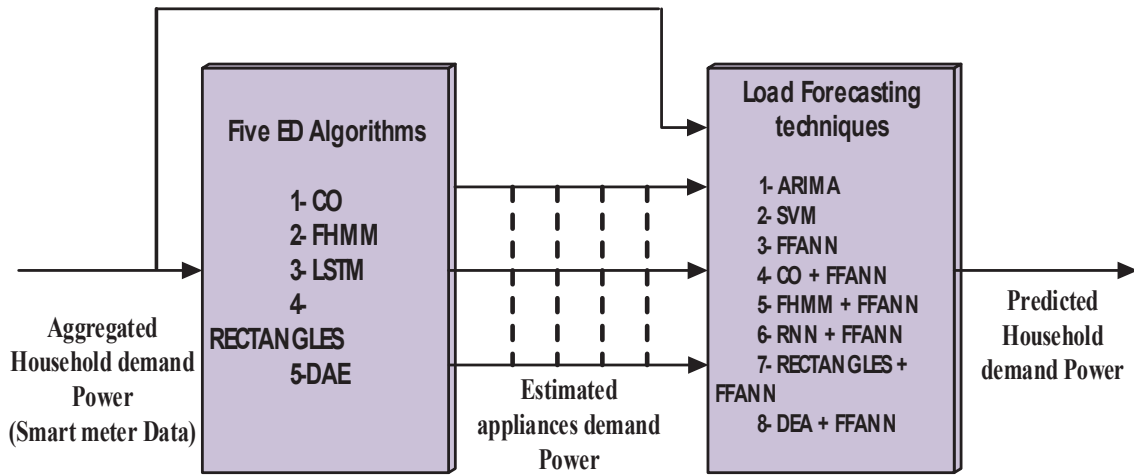 Five ED Algorithms
1- CO
2- FHMM
3- LSTM
4-
RECTANGLES
5-DAE
Load Forecasting
techniques
1- ARIMA
2- SVM
3- FFANN
4- CO + FFANN
5- FHMM + FFANN
6- RNN + FFANN
7- RECTANGLES +
FFANN
8- DEA + FFANN
Aggregated
Household demand
Power
(Smart meter Data)
Estimated
appliances demand
Power
Predicted
Household
demand Power